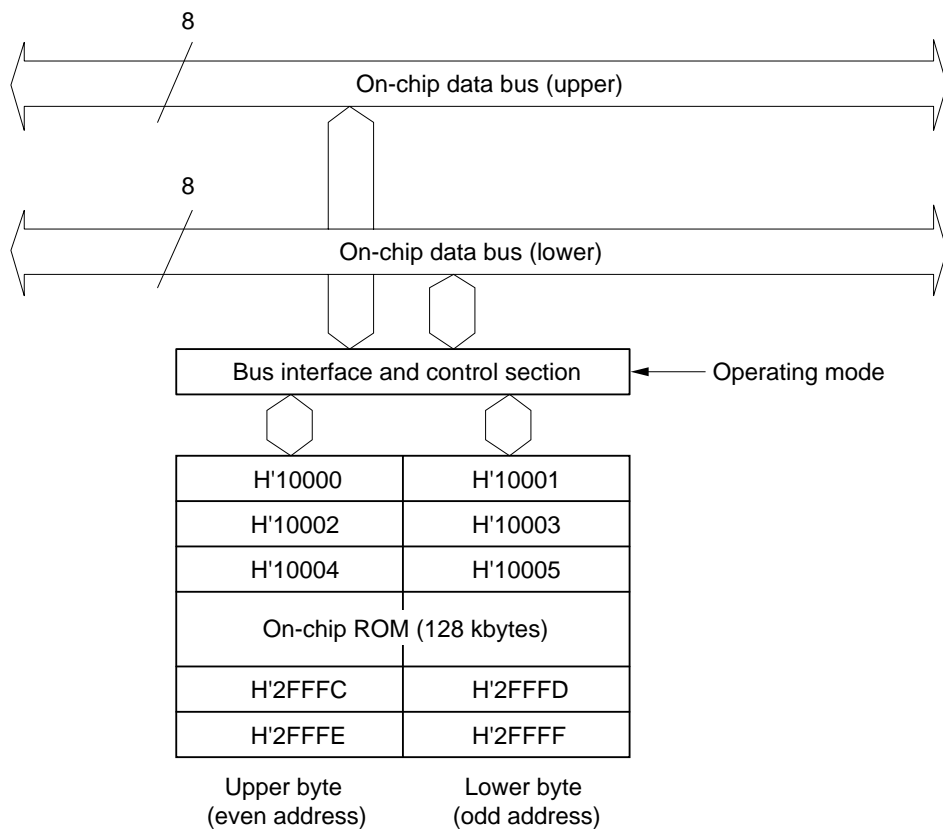 8
On-chip data bus (upper)
8
On-chip data bus (lower)
Bus interface and control section
Operating mode
H'10000
H'10001
H'10002
H'10003
H'10004
H'10005
On-chip ROM (128 kbytes)
H'2FFFC
H'2FFFD
H'2FFFE
H'2FFFF
Upper byte
(even address)
Lower byte
(odd address)